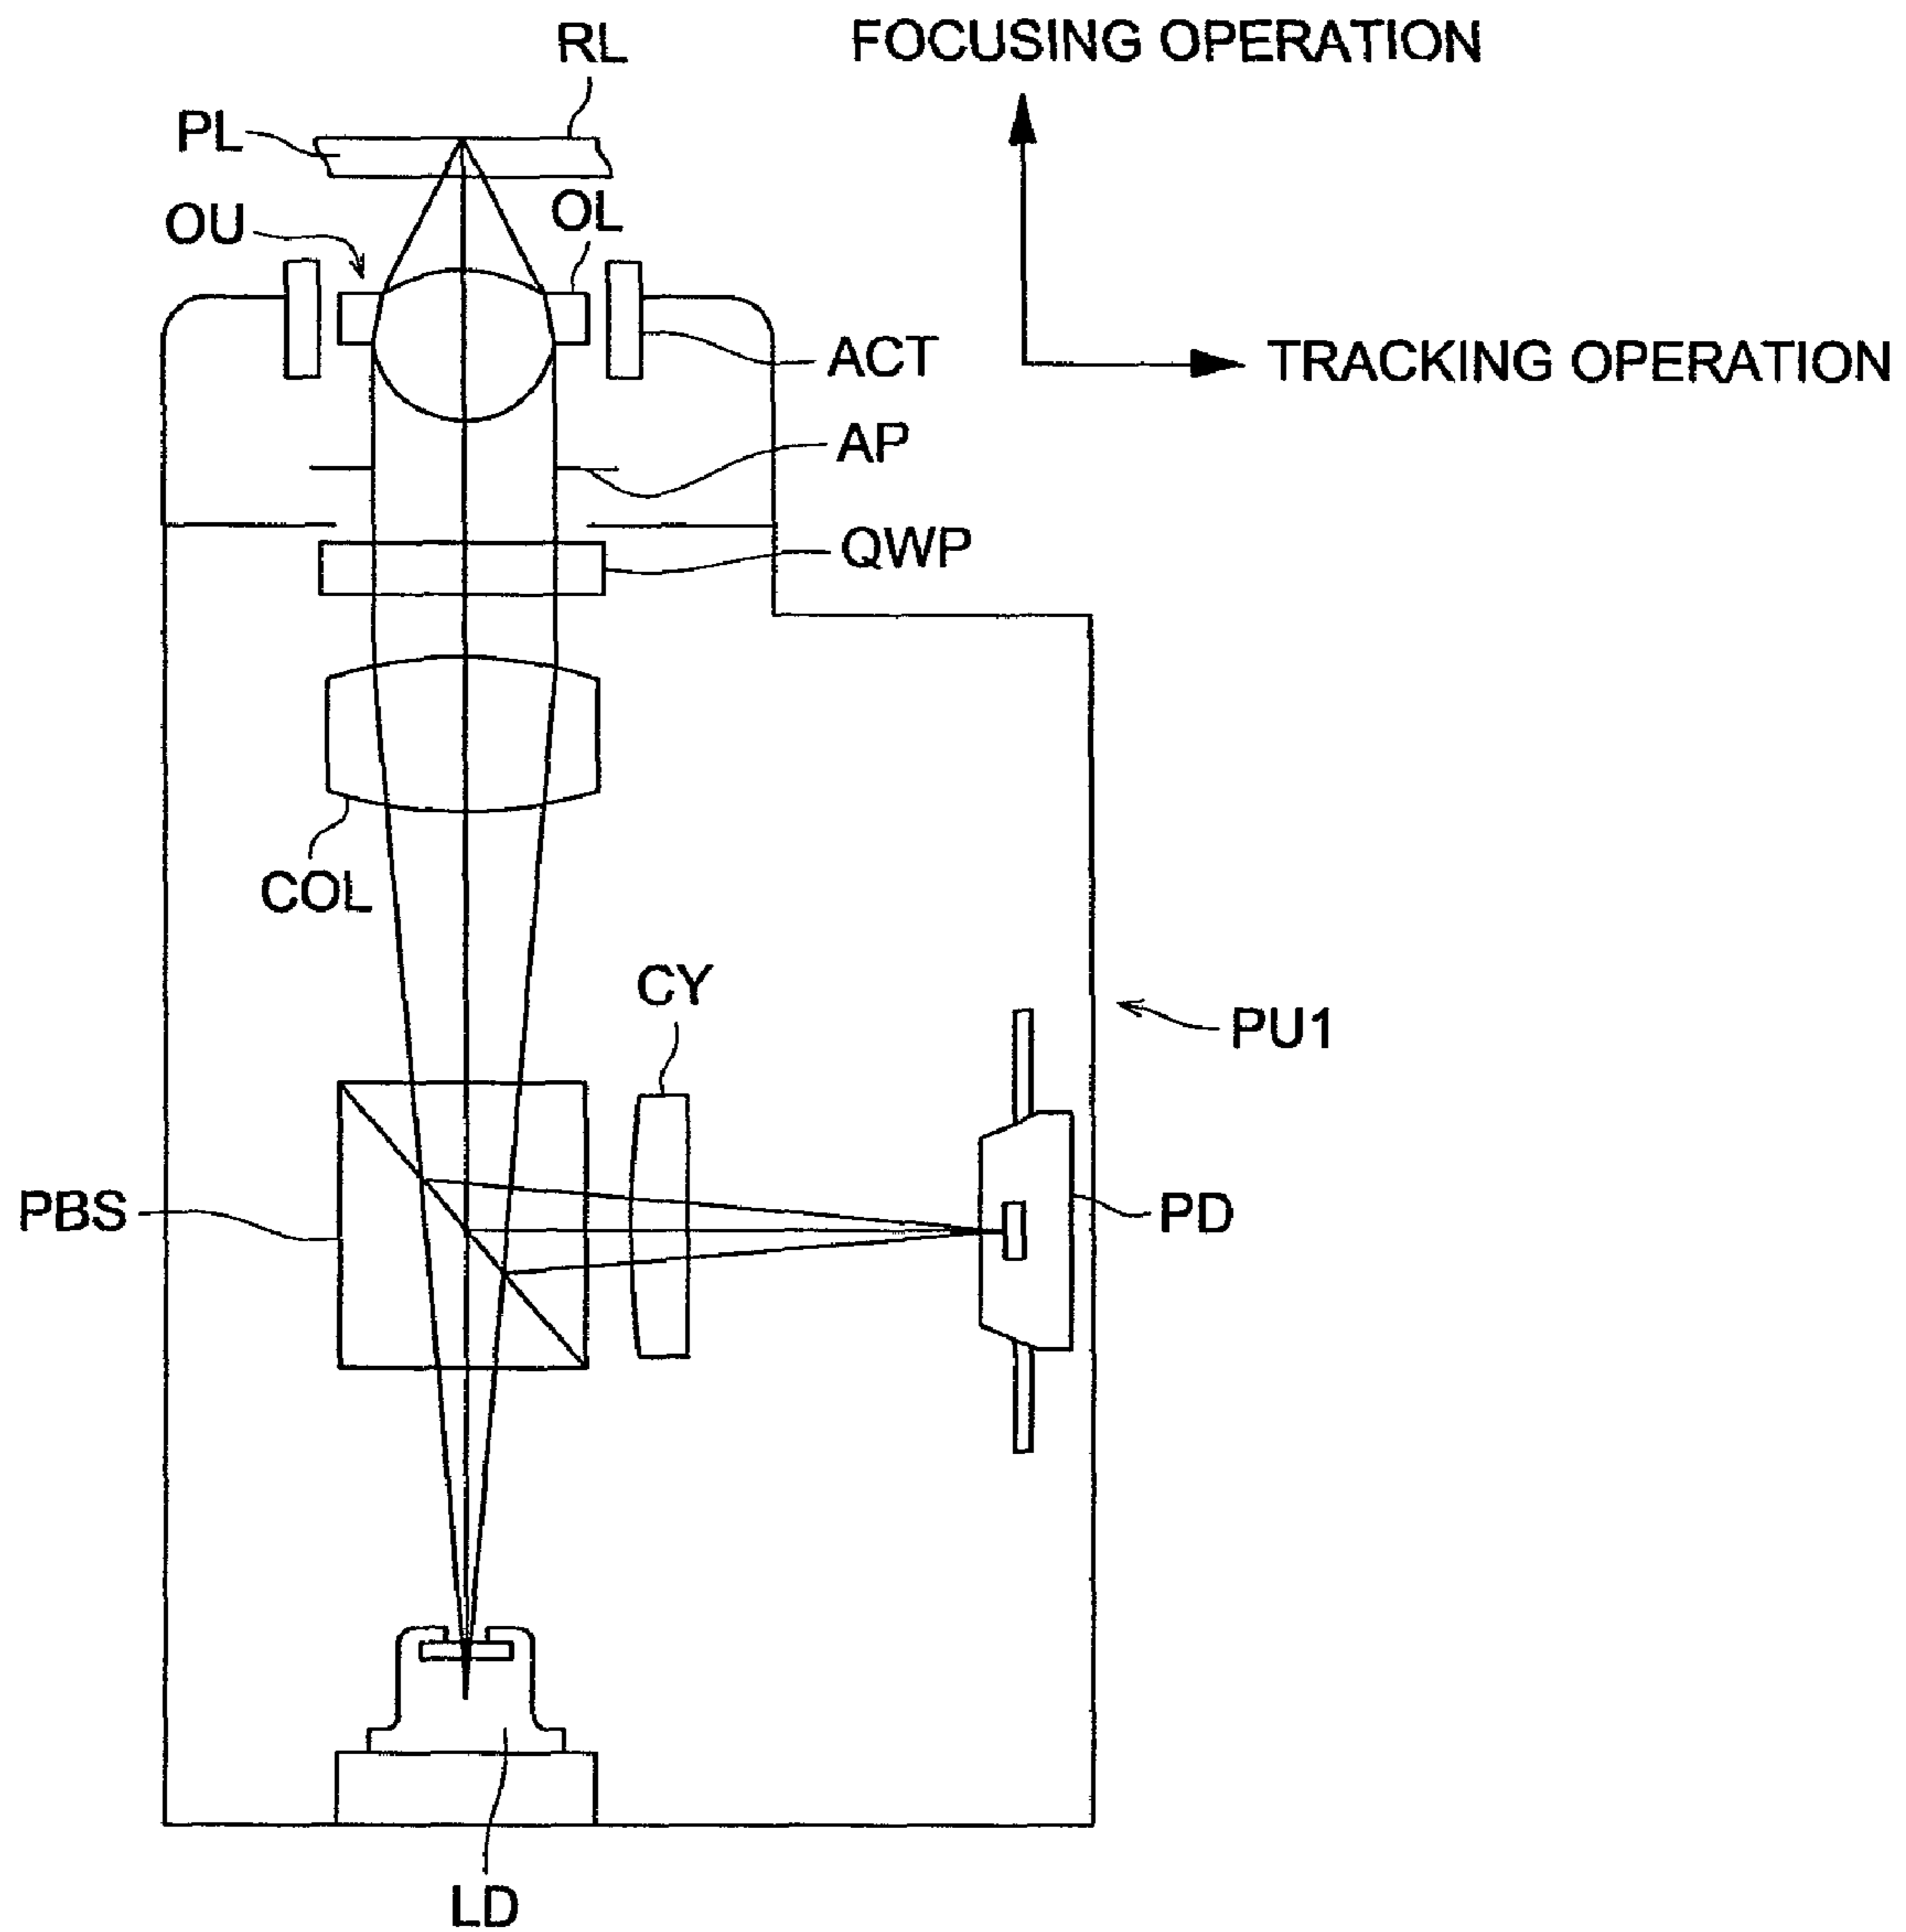 RL
FOCUSING OPERATION
PL
OL
OU
ACT
TRACKING OPERATION
AP
QWP
COL
CY
PU1
PBS
PD
LD